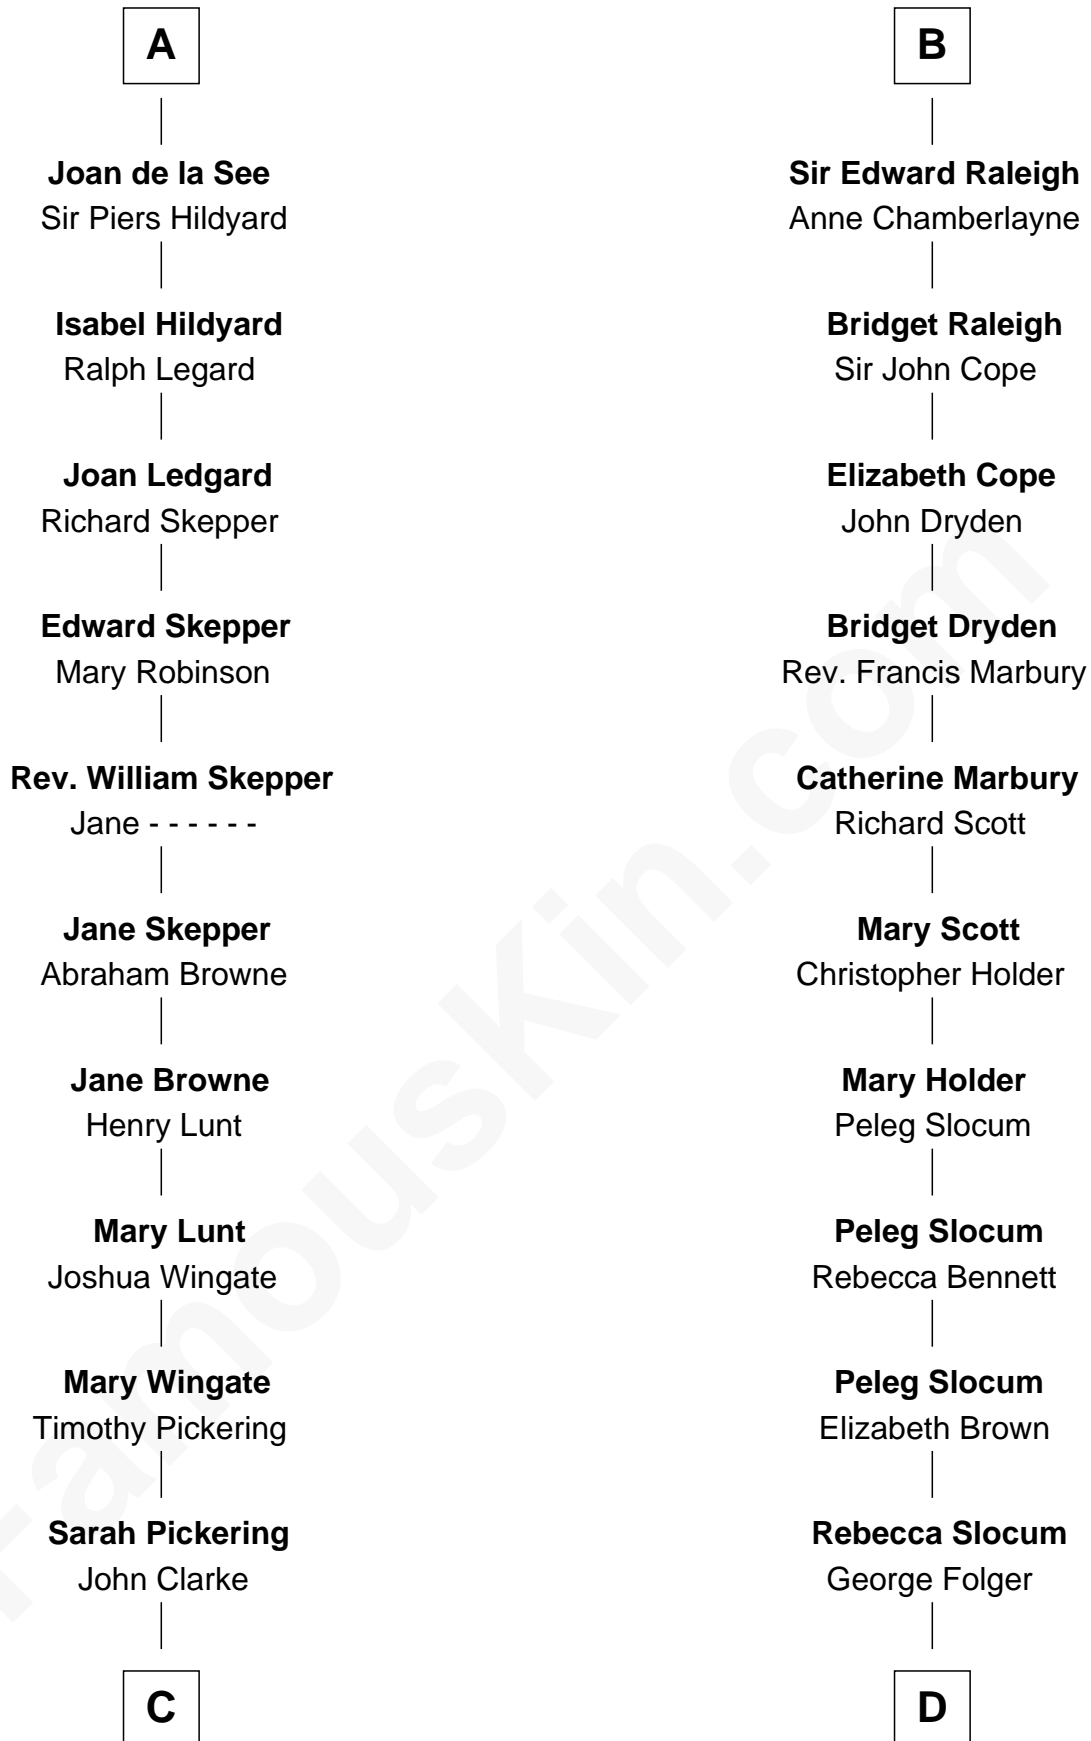 A
Joan de la See
Sir Piers Hildyard
Isabel Hildyard
Ralph Legard
Joan Ledgard
Richard Skepper
Edward Skepper
Mary Robinson
Rev. William Skepper
Jane - - - - - -
Jane Skepper
Abraham Browne
Jane Browne
Henry Lunt
Mary Lunt
Joshua Wingate
Mary Wingate
Timothy Pickering
Sarah Pickering
John Clarke
C
B
Sir Edward Raleigh
Anne Chamberlayne
Bridget Raleigh
Sir John Cope
Elizabeth Cope
John Dryden
Bridget Dryden
Rev. Francis Marbury
Catherine Marbury
Richard Scott
Mary Scott
Christopher Holder
Mary Holder
Peleg Slocum
Peleg Slocum
Rebecca Bennett
Peleg Slocum
Elizabeth Brown
Rebecca Slocum
George Folger
D
FamousKin.com